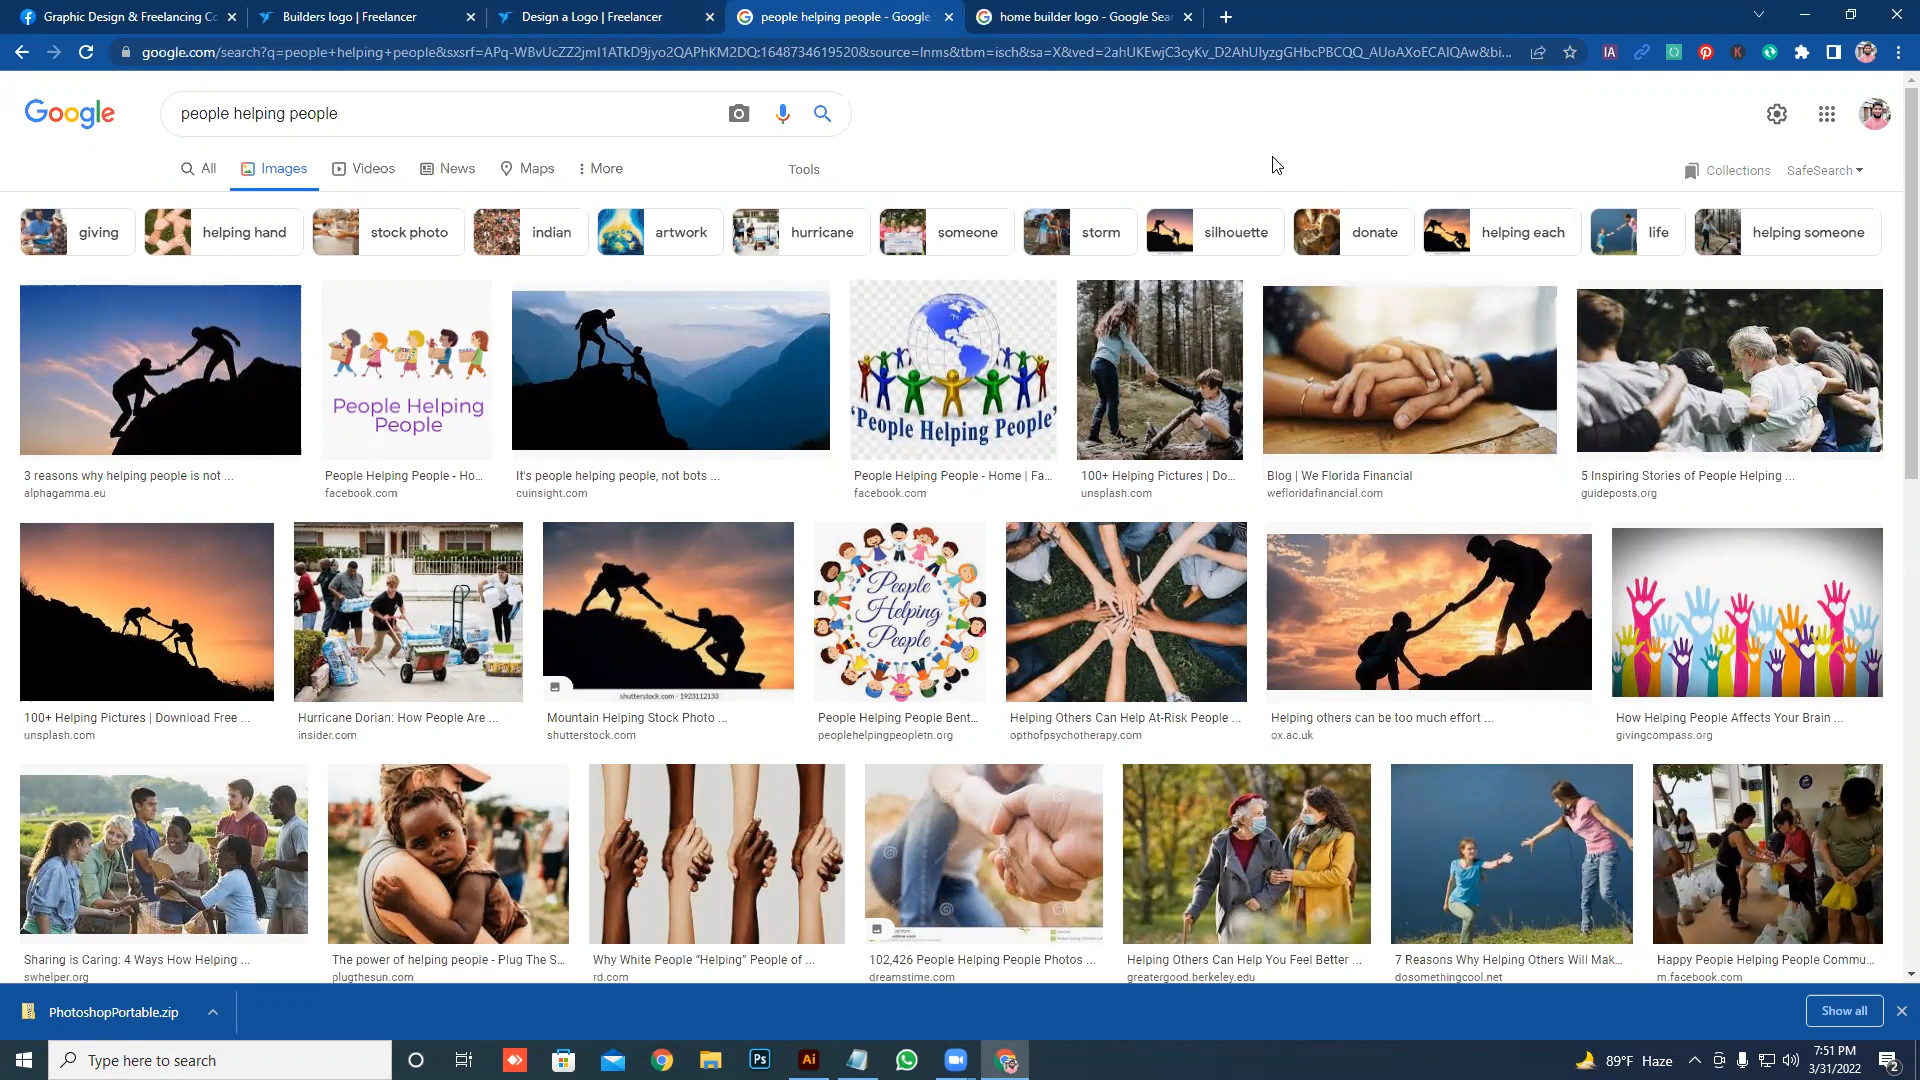 Graphic Design & Freelancing Co
Builders logo | Freelancer
Design a Logo | Freelancer
people helping people - Google
home builder logo - Google Sea
google.com/search?q=people+helping+people&sxsrf=APq-WBvUcZZ2jmI1ATkD9jyo2QAPhKM2DQ:1648734619520&source=lnms&tbm=isch&sa=X&ved=2ahUKEwjC3cyKv_D2AhUIyzgGHbcPBCQQ_AUoAXoECAIQAw&bi...
IA
K
Google
people helping people
All
Images
Videos
News
Maps
More
Tools
Collections
SafeSearch
giving
helping hand
stock photo
indian
artwork
hurricane
someone
storm
silhouette
donate
helping each
life
helping someone
People Helping
People
'People Helping People'
3 reasons why helping people is not ...
alphagamma.eu
People Helping People - Ho...
facebook.com
It's people helping people, not bots ...
cuinsight.com
People Helping People - Home | Fa...
facebook.com
100+ Helping Pictures | Do...
unsplash.com
Blog | We Florida Financial
wefloridafinancial.com
5 Inspiring Stories of People Helping ...
guideposts.org
shutterstock.com · 1923112133
People
Helping
People
100+ Helping Pictures | Download Free ...
unsplash.com
Hurricane Dorian: How People Are ...
insider.com
Mountain Helping Stock Photo ...
shutterstock.com
People Helping People Bent...
peoplehelpingpeopletn.org
Helping Others Can Help At-Risk People ...
opthofpsychotherapy.com
Helping others can be too much effort ...
ox.ac.uk
How Helping People Affects Your Brain ...
givingcompass.org
Sharing is Caring: 4 Ways How Helping ...
swhelper.org
The power of helping people - Plug The S...
plugthesun.com
Why White People “Helping” People of ...
rd.com
102,426 People Helping People Photos ...
dreamstime.com
Helping Others Can Help You Feel Better ...
greatergood.berkeley.edu
7 Reasons Why Helping Others Will Mak...
dosomethingcool.net
Happy People Helping People Commu...
m.facebook.com
PhotoshopPortable.zip
Show all
Type here to search
Ps
Ai
89°F Haze
7:51 PM
3/31/2022
2